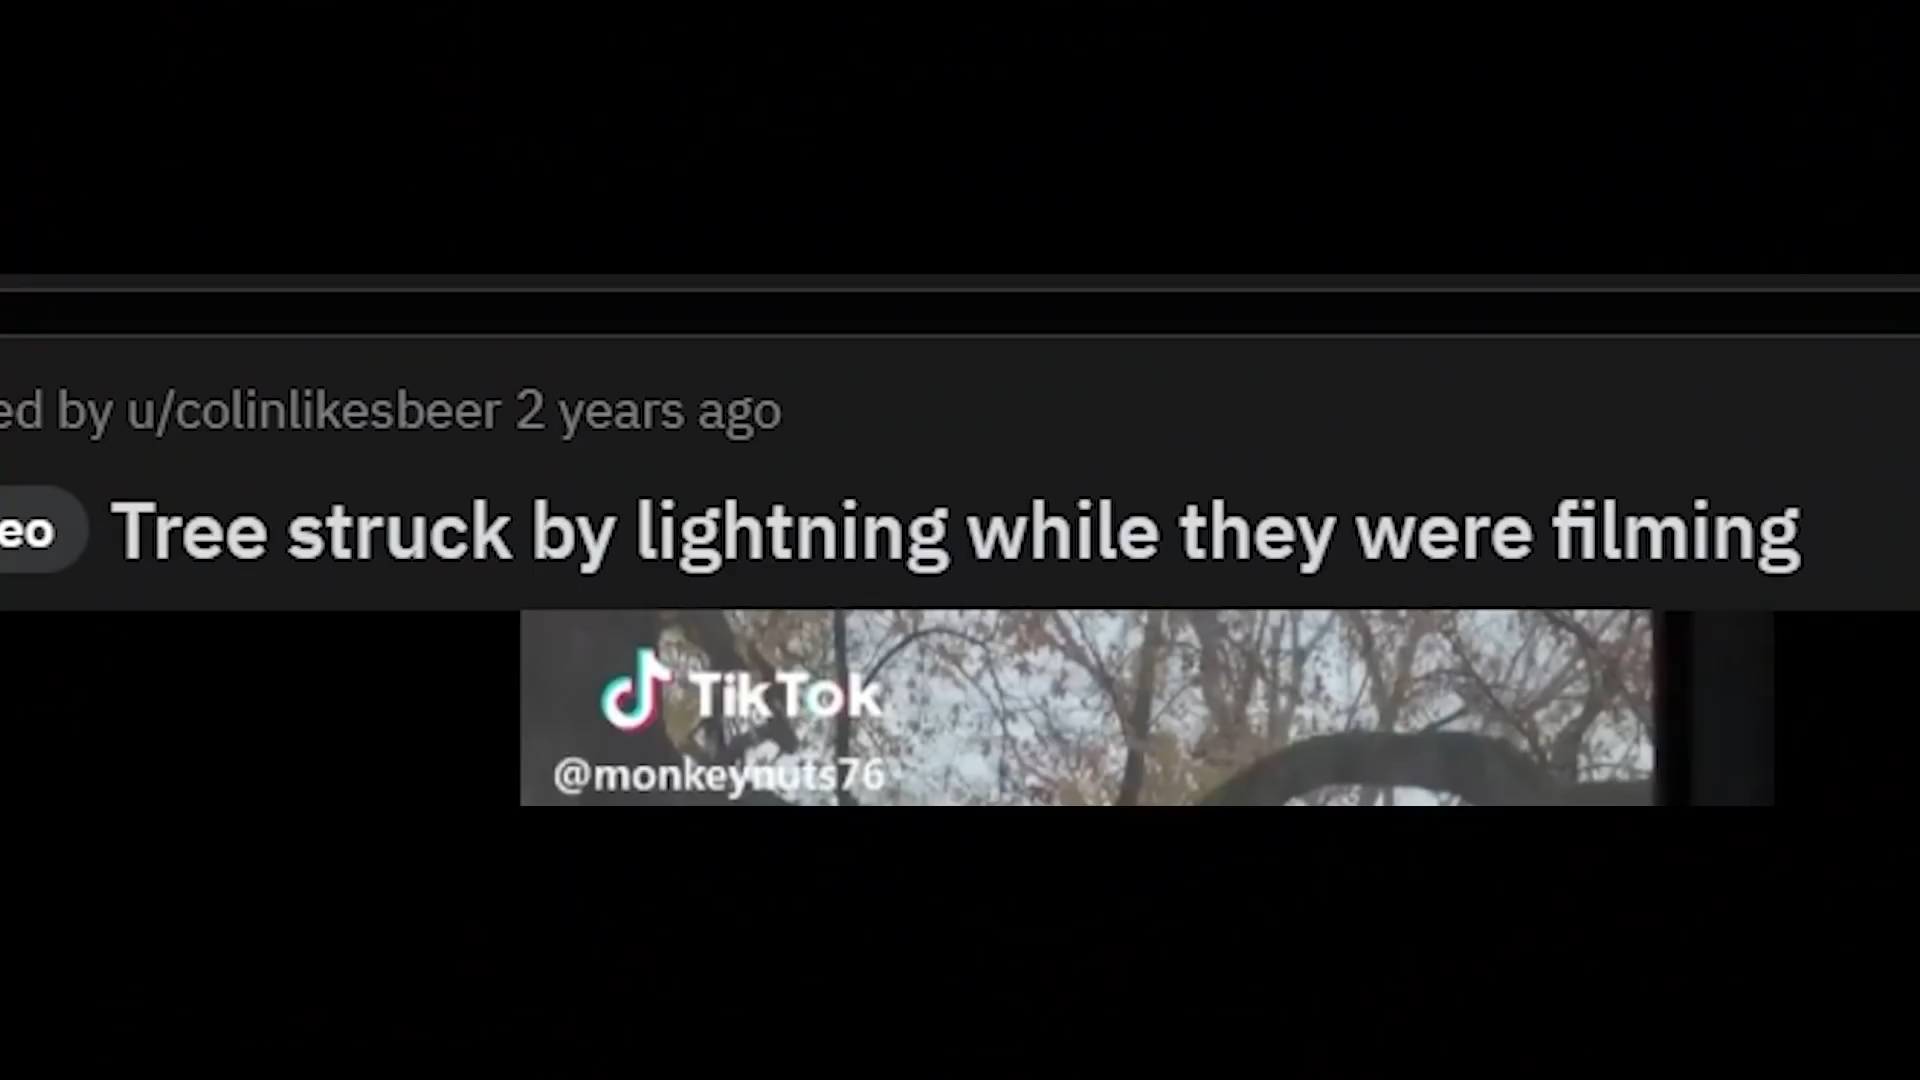 ed by u/colinlikesbeer 2 years ago
eo Tree struck by lightning while they were filming
TikTok
@monkeynuts76